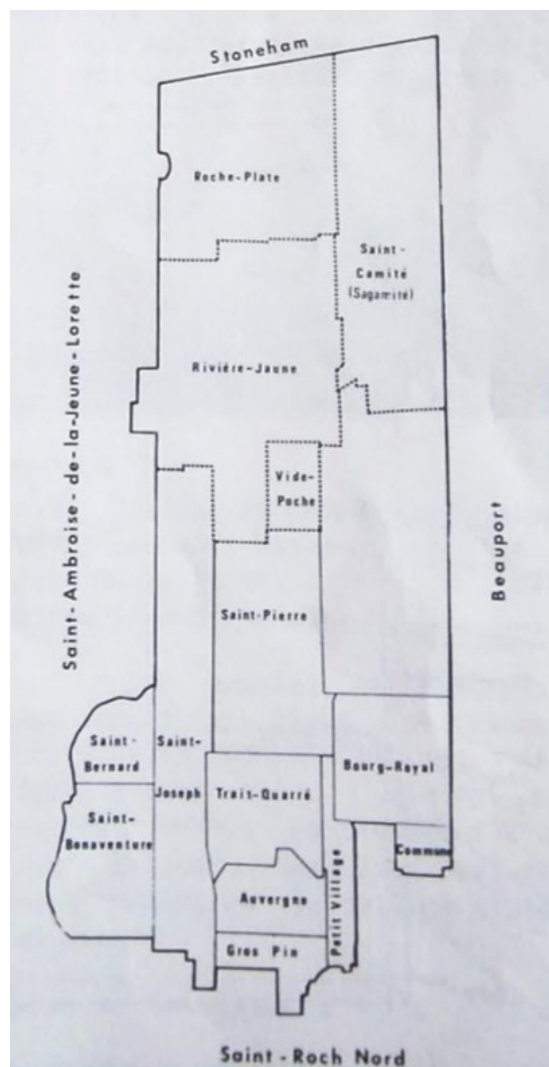 Stoneham
Roche-Plate
Saint-
Camité
(Sagamité)
Saint-Ambroise-de-la-Jeune-Lorette
Rivière-Jaune
Vide-
Poche
Beauport
Saint-Pierre
Saint-
Bernard
Saint-
Joseph
Bourg-Royal
Trait-Quarré
Saint-
Bonaventure
Commune
Auvergne
Petit Village
Gros Pin
Saint-Roch Nord